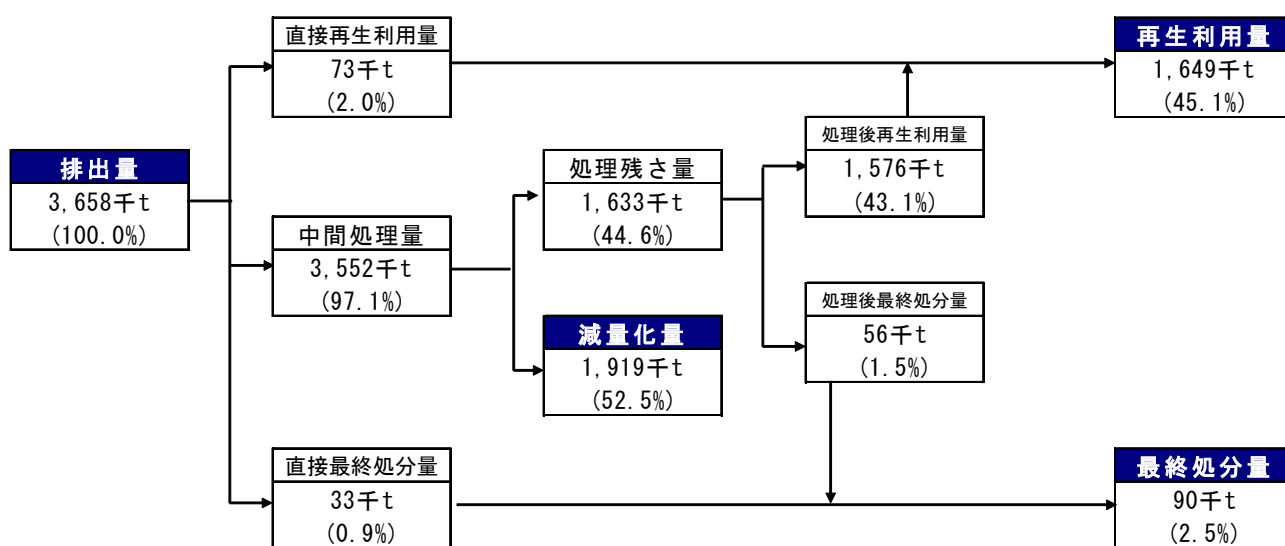 直接再生利用量
73千t
(2.0%)
再生利用量
1,649千t
(45.1%)
処理後再生利用量
1,576千t
(43.1%)
排出量
3,658千t
(100.0%)
処理残さ量
1,633千t
(44.6%)
中間処理量
3,552千t
(97.1%)
処理後最終処分量
56千t
(1.5%)
減量化量
1,919千t
(52.5%)
直接最終処分量
33千t
(0.9%)
最終処分量
90千t
(2.5%)